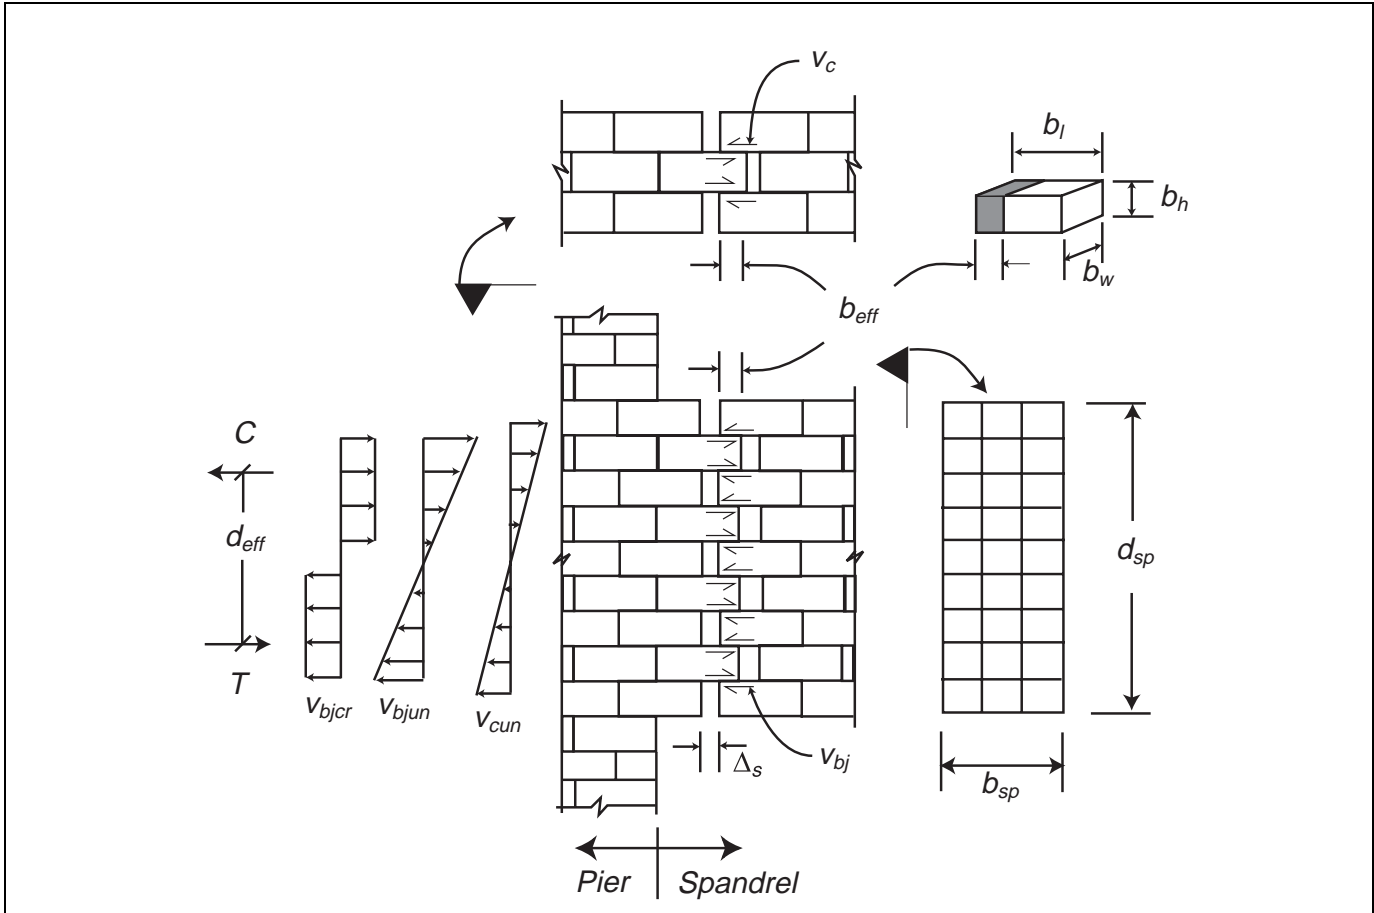 v_c
b_l
b_h
b_w
b_eff
C
d_eff
T
v_bjcr
v_bjun
v_cun
d_sp
Δ_s
v_bj
b_sp
Pier
Spandrel